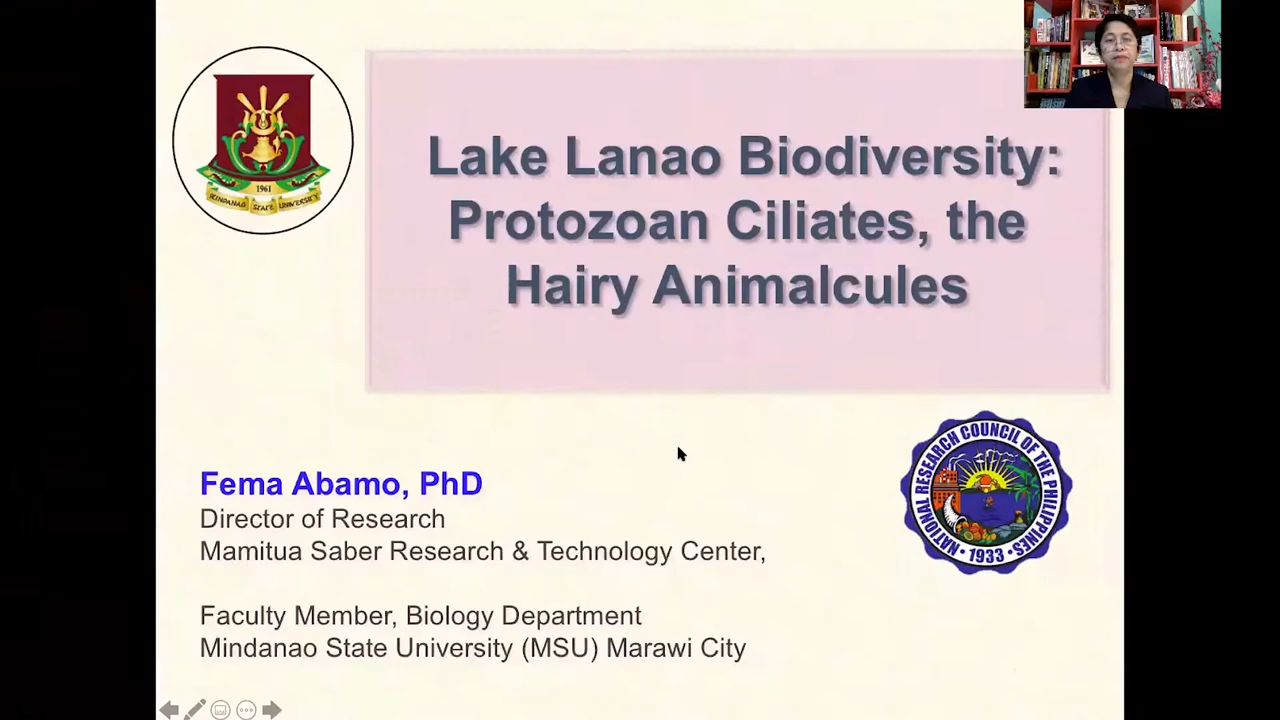 Lake Lanao Biodiversity:
Protozoan Ciliates, the
Hairy Animalcules
1961
MINDANAO STATE UNIVERSITY
Fema Abamo, PhD
Director of Research
Mamitua Saber Research & Technology Center,
Faculty Member, Biology Department
Mindanao State University (MSU) Marawi City
NATIONAL RESEARCH COUNCIL OF THE PHILIPPINES
• 1933 •